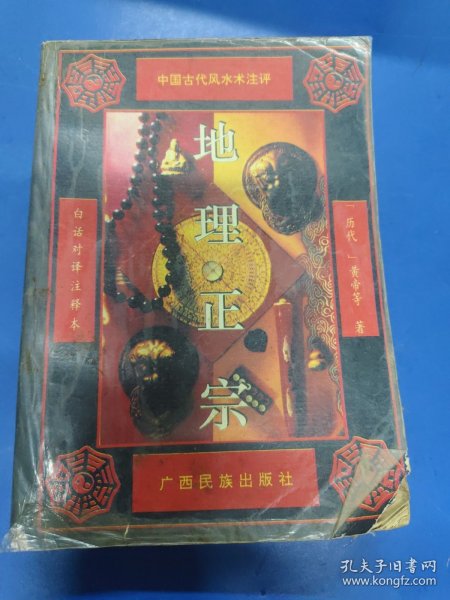 中国古代风水术注评
地理正宗
白话对译注释本
「历代」黄帝等 著
广西民族出版社
孔夫子旧书网
www.kongfz.com